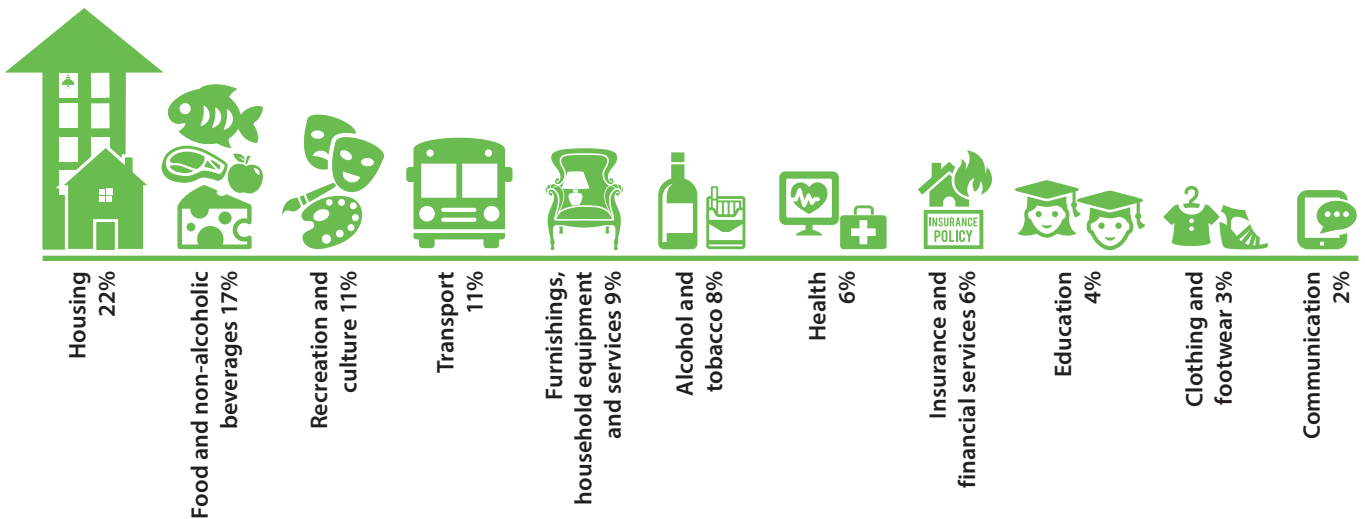 INSURANCE
POLICY
Housing
22%
Food and non-alcoholic
beverages 17%
Recreation and
culture 11%
Transport
11%
Furnishings,
household equipment
and services 9%
Alcohol and
tobacco 8%
Health
6%
Insurance and
financial services 6%
Education
4%
Clothing and
footwear 3%
Communication
2%